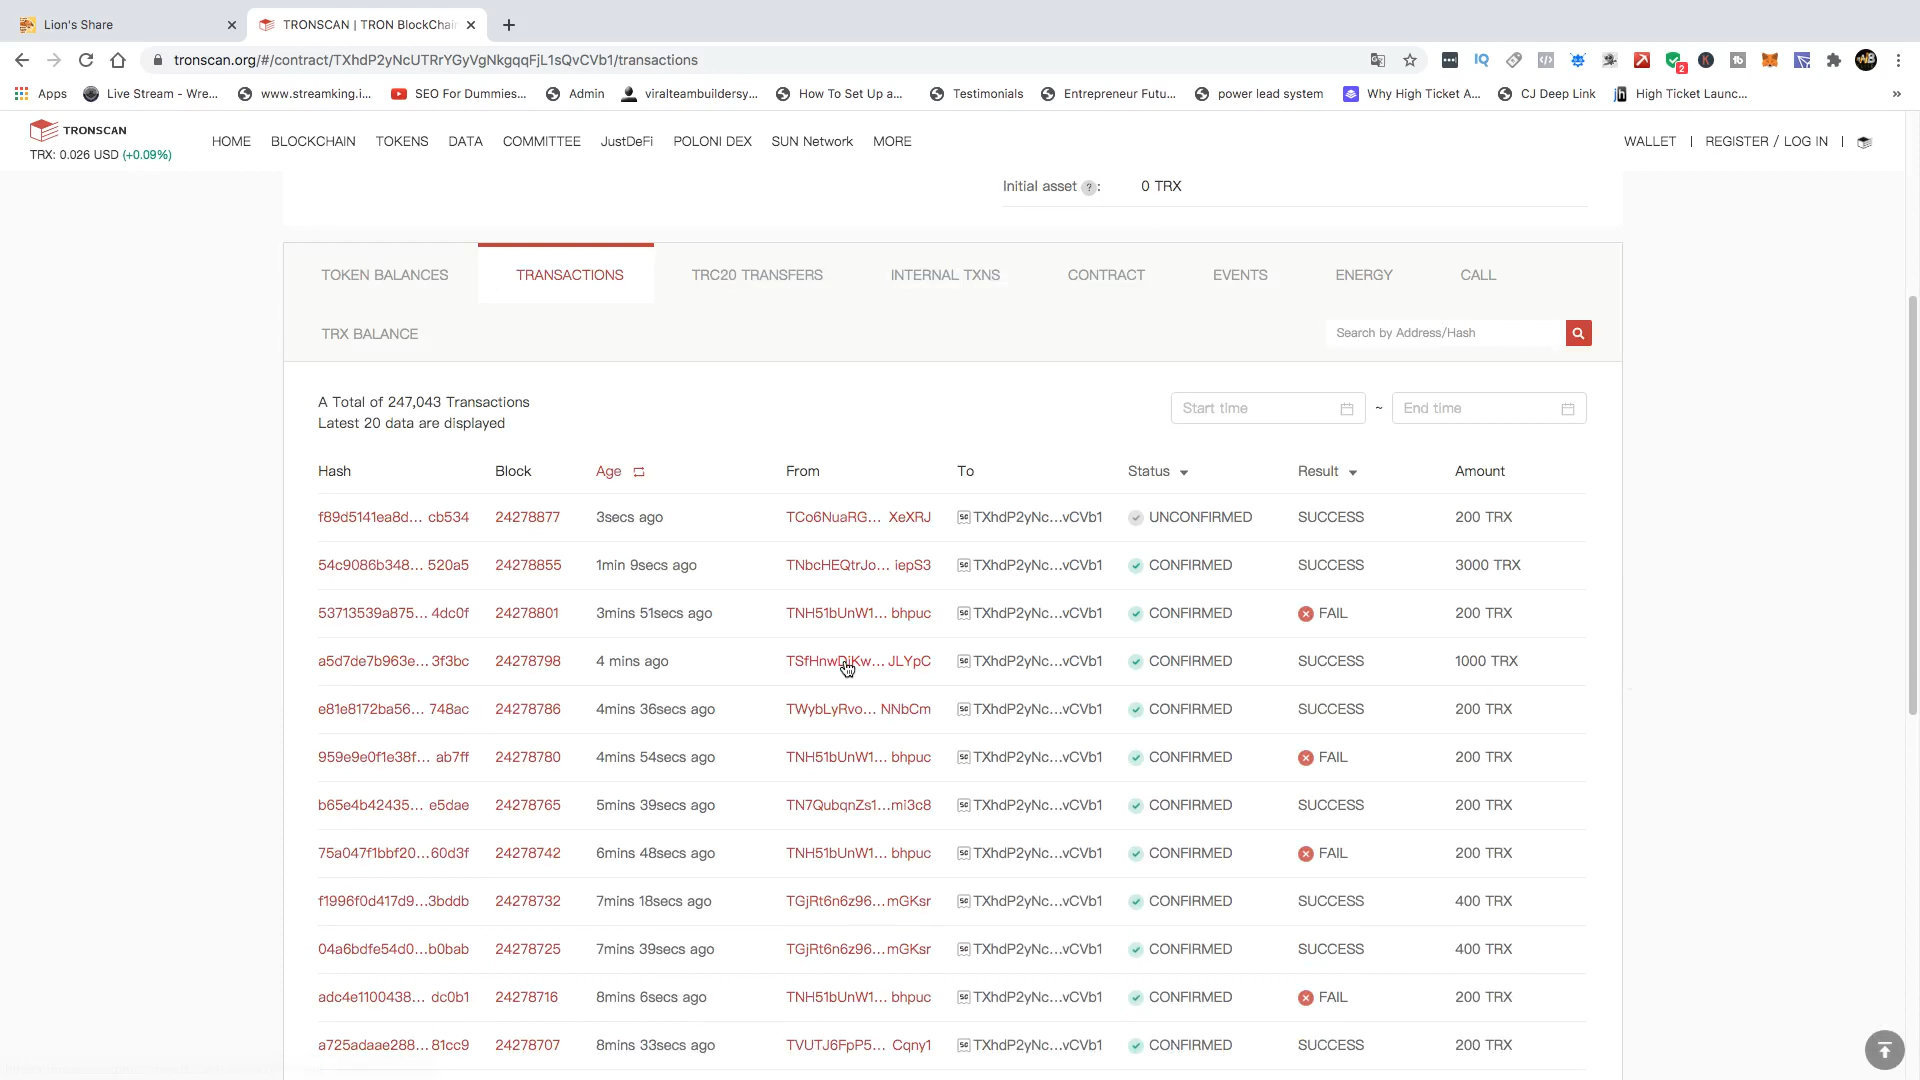 Lion's Share
TRONSCAN | TRON BlockChain
tronscan.org/#/contract/TXhdP2yNcUTRrYGyVgNkgqqFjL1sQvCVb1/transactions
Apps
Live Stream - Wre...
www.streamking.i...
SEO For Dummies...
Admin
viralteambuildersy...
How To Set Up a...
Testimonials
Entrepreneur Futu...
power lead system
Why High Ticket A...
CJ Deep Link
High Ticket Launc...
»
TRONSCAN
TRX: 0.026 USD (+0.09%)
HOME BLOCKCHAIN TOKENS DATA COMMITTEE JustDeFi POLONI DEX SUN Network MORE
WALLET | REGISTER / LOG IN |
Initial asset ? : 0 TRX
TOKEN BALANCES TRANSACTIONS TRC20 TRANSFERS INTERNAL TXNS CONTRACT EVENTS ENERGY CALL
TRX BALANCE
Search by Address/Hash
A Total of 247,043 Transactions
Latest 20 data are displayed
Start time ~ End time
Hash Block Age From To Status Result Amount
f89d5141ea8d... cb534 24278877 3secs ago TCo6NuaRG... XeXRJ TXhdP2yNc...vCVb1 UNCONFIRMED SUCCESS 200 TRX
54c9086b348... 520a5 24278855 1min 9secs ago TNbcHEQtrJo... iepS3 TXhdP2yNc...vCVb1 CONFIRMED SUCCESS 3000 TRX
53713539a875... 4dc0f 24278801 3mins 51secs ago TNH51bUnW1... bhpuc TXhdP2yNc...vCVb1 CONFIRMED FAIL 200 TRX
a5d7de7b963e... 3f3bc 24278798 4 mins ago TSfHnwDjKw... JLYpC TXhdP2yNc...vCVb1 CONFIRMED SUCCESS 1000 TRX
e81e8172ba56... 748ac 24278786 4mins 36secs ago TWybLyRvo... NNbCm TXhdP2yNc...vCVb1 CONFIRMED SUCCESS 200 TRX
959e9e0f1e38f... ab7ff 24278780 4mins 54secs ago TNH51bUnW1... bhpuc TXhdP2yNc...vCVb1 CONFIRMED FAIL 200 TRX
b65e4b42435... e5dae 24278765 5mins 39secs ago TN7QubqnZs1...mi3c8 TXhdP2yNc...vCVb1 CONFIRMED SUCCESS 200 TRX
75a047f1bbf20...60d3f 24278742 6mins 48secs ago TNH51bUnW1... bhpuc TXhdP2yNc...vCVb1 CONFIRMED FAIL 200 TRX
f1996f0d417d9...3bddb 24278732 7mins 18secs ago TGjRt6n6z96...mGKsr TXhdP2yNc...vCVb1 CONFIRMED SUCCESS 400 TRX
04a6bdfe54d0...b0bab 24278725 7mins 39secs ago TGjRt6n6z96...mGKsr TXhdP2yNc...vCVb1 CONFIRMED SUCCESS 400 TRX
adc4e1100438... dc0b1 24278716 8mins 6secs ago TNH51bUnW1... bhpuc TXhdP2yNc...vCVb1 CONFIRMED FAIL 200 TRX
a725adaae288... 81cc9 24278707 8mins 33secs ago TVUTJ6FpP5... Cqny1 TXhdP2yNc...vCVb1 CONFIRMED SUCCESS 200 TRX